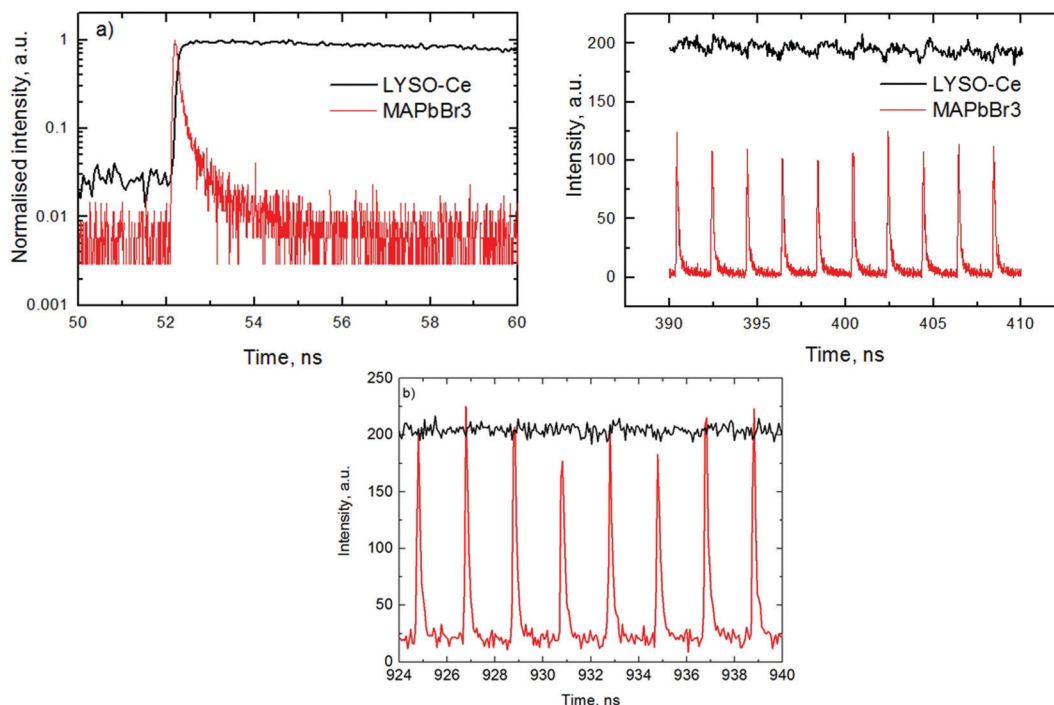 a)
Normalised intensity, a.u.
1
0.1
0.01
0.001
LYSO-Ce
MAPbBr3
50 52 54 56 58 60
Time, ns
Intensity, a.u.
200
150
100
50
0
LYSO-Ce
MAPbBr3
390 395 400 405 410
Time, ns
b)
Intensity, a.u.
250
200
150
100
50
0
924 926 928 930 932 934 936 938 940
Time, ns